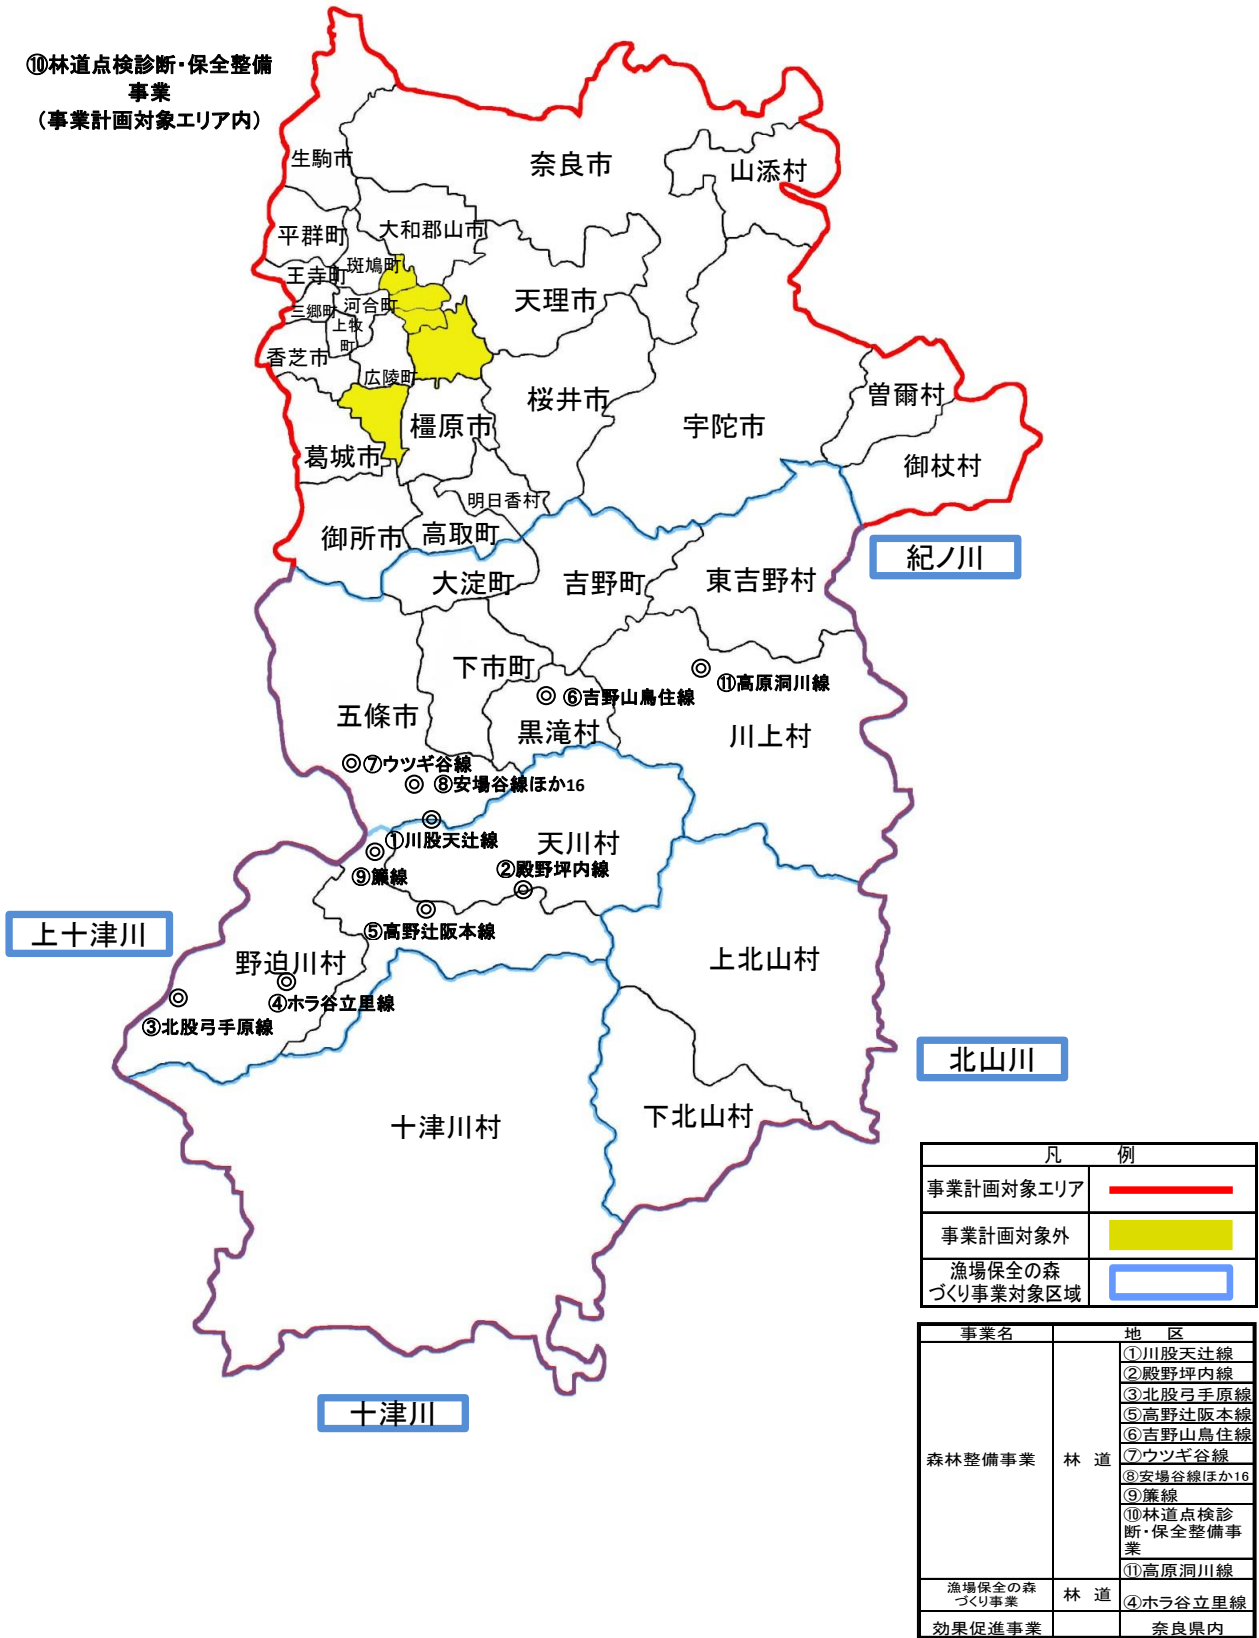 ⑩林道点検診断・保全整備
事業
（事業計画対象エリア内）
生駒市
奈良市
山添村
平群町
大和郡山市
斑鳩町
王寺町
三郷町
河合町
上牧
町
天理市
香芝市
広陵町
桜井市
橿原市
宇陀市
曽爾村
御杖村
葛城市
明日香村
御所市
高取町
紀ノ川
大淀町
吉野町
東吉野村
下市町
⑪高原洞川線
⑥吉野山鳥住線
五條市
黒滝村
川上村
⑦ウツギ谷線
⑧安場谷線ほか16
①川股天辻線
天川村
⑨簾線
②殿野坪内線
上十津川
⑤高野辻阪本線
野迫川村
上北山村
④ホラ谷立里線
③北股弓手原線
北山川
十津川村
下北山村
十津川
凡　例
事業計画対象エリア
事業計画対象外
漁場保全の森
づくり事業対象区域
事業名　地　区
森林整備事業　林　道
①川股天辻線
②殿野坪内線
③北股弓手原線
⑤高野辻阪本線
⑥吉野山鳥住線
⑦ウツギ谷線
⑧安場谷線ほか16
⑨簾線
⑩林道点検診
断・保全整備事
業
⑪高原洞川線
漁場保全の森
づくり事業　林　道　④ホラ谷立里線
効果促進事業　奈良県内